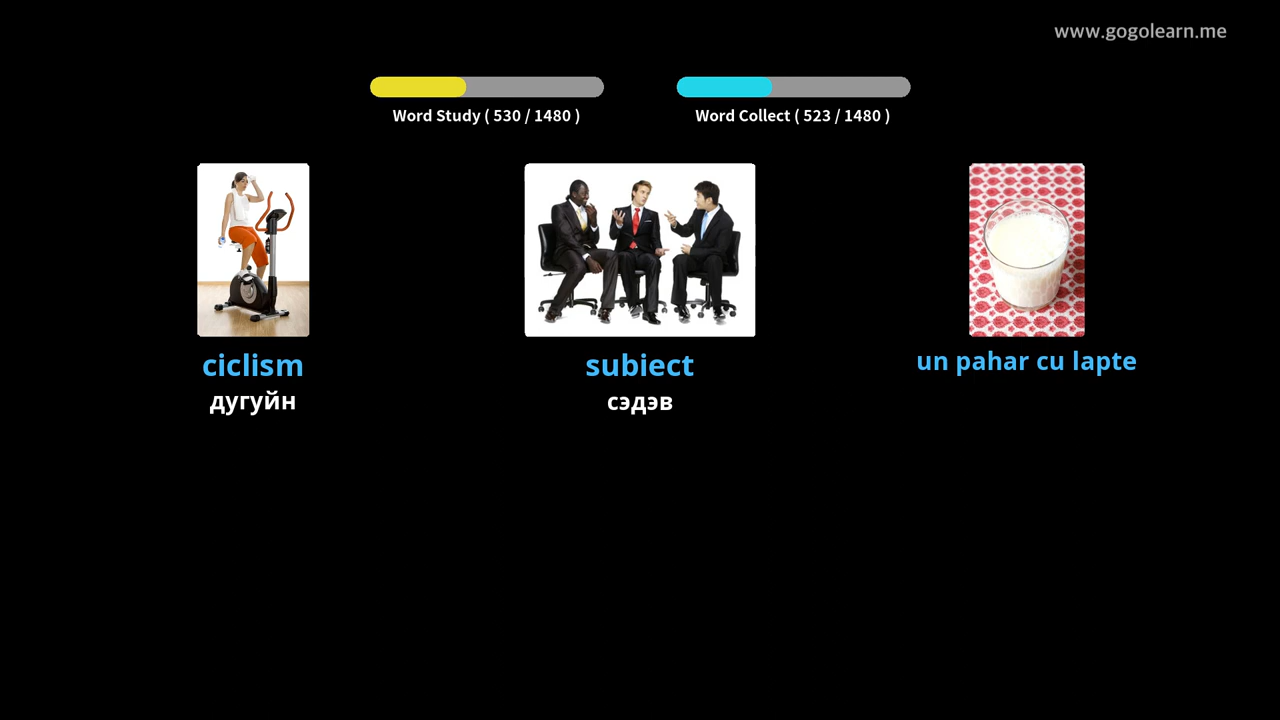 www.gogolearn.me
Word Study ( 530 / 1480 )
Word Collect ( 523 / 1480 )
ciclism
дугуйн
subiect
сэдэв
un pahar cu lapte